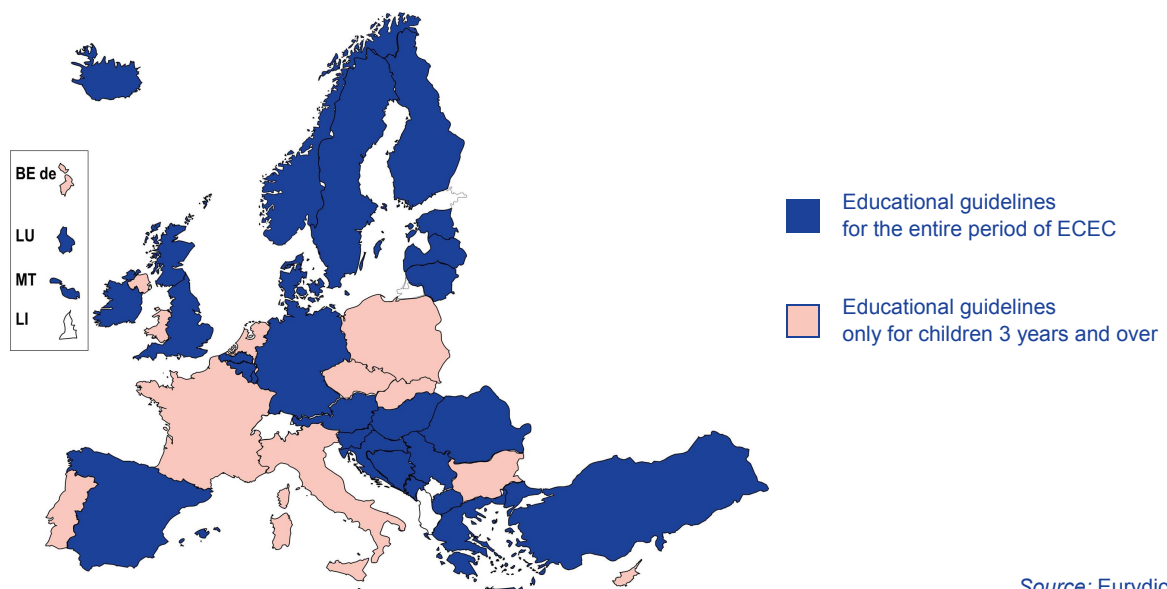 BE de
LU
MT
LI
Educational guidelines
for the entire period of ECEC
Educational guidelines
only for children 3 years and over
Source: